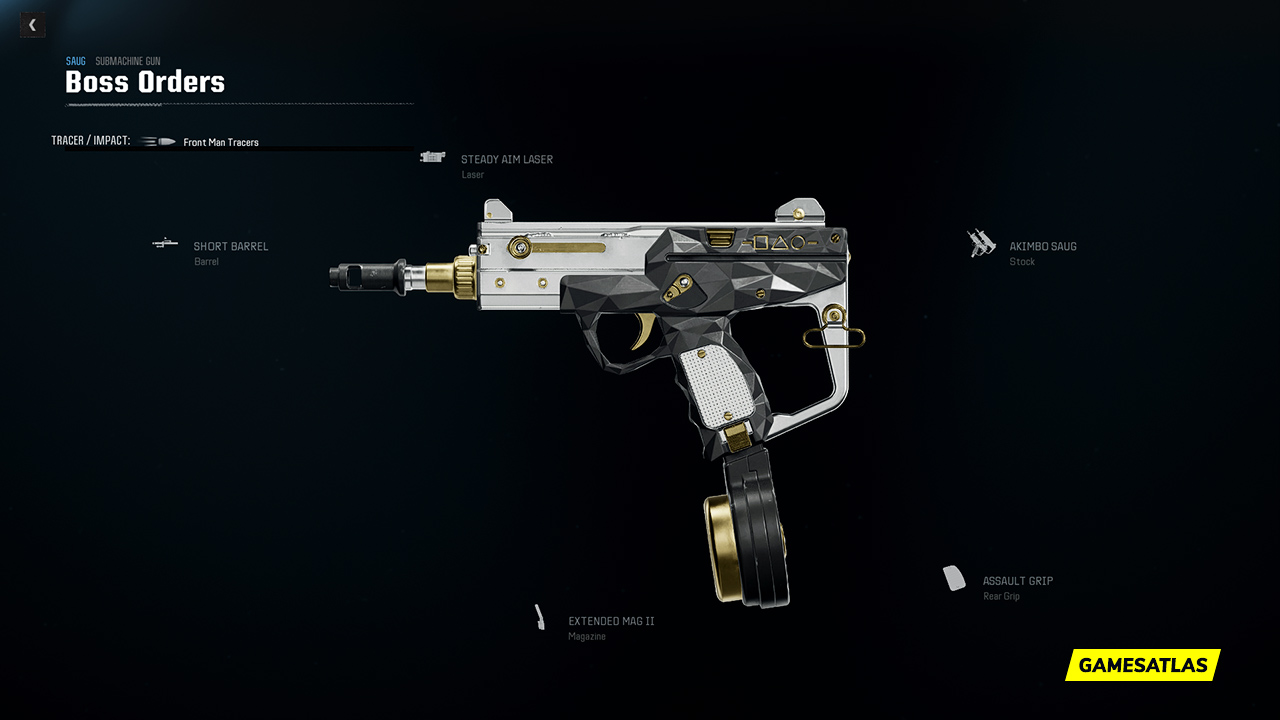 SAUG SUBMACHINE GUN
Boss Orders
TRACER / IMPACT: Front Man Tracers
STEADY AIM LASER
Laser
SHORT BARREL
Barrel
AKIMBO SAUG
Stock
ASSAULT GRIP
Rear Grip
EXTENDED MAG II
Magazine
GAMESATLAS